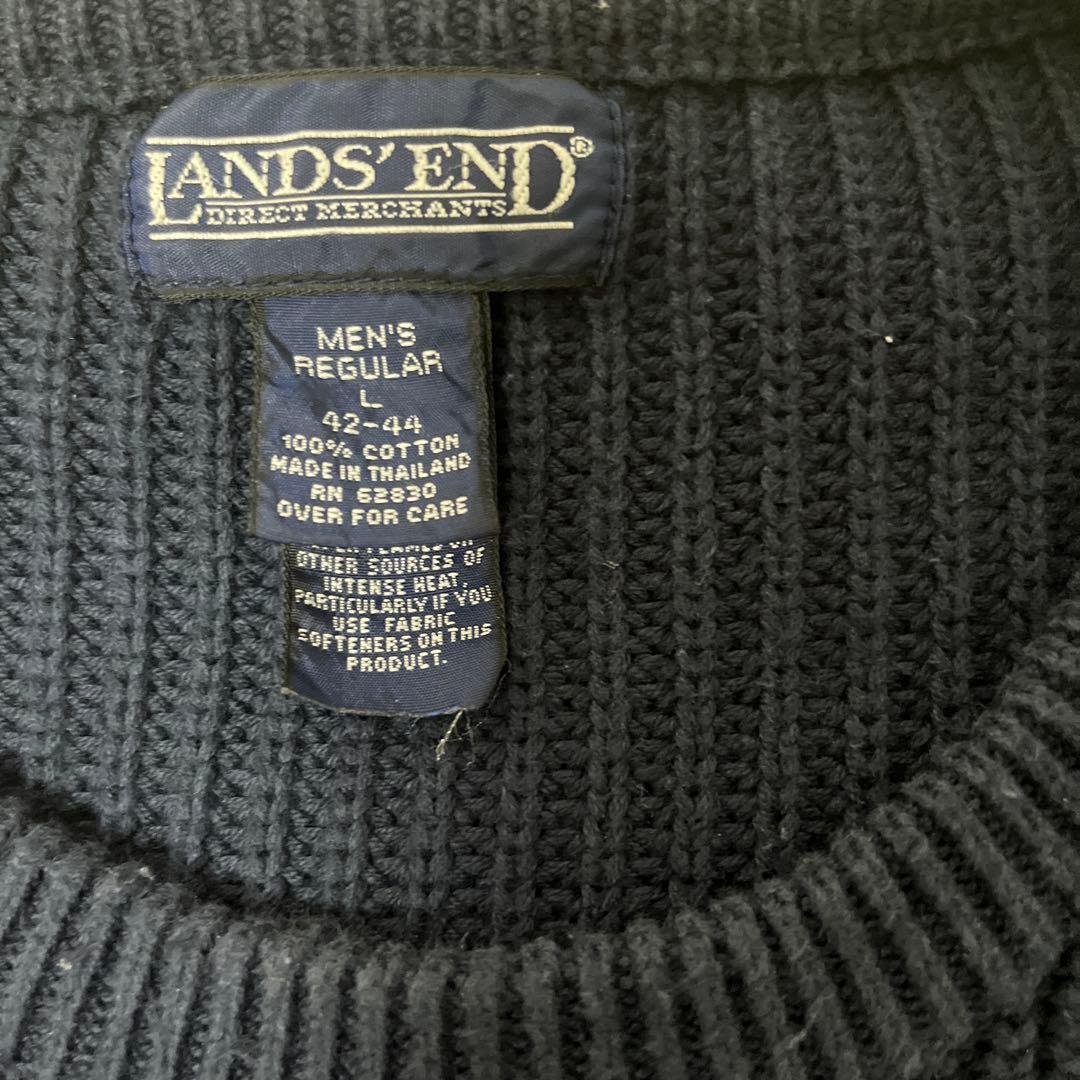 LANDS' END®
DIRECT MERCHANTS
MEN'S
REGULAR
L
42-44
100% COTTON
MADE IN THAILAND
RN 62830
OVER FOR CARE
OTHER SOURCES OF
INTENSE HEAT,
PARTICULARLY IF YOU
USE FABRIC
SOFTENERS ON THIS
PRODUCT.